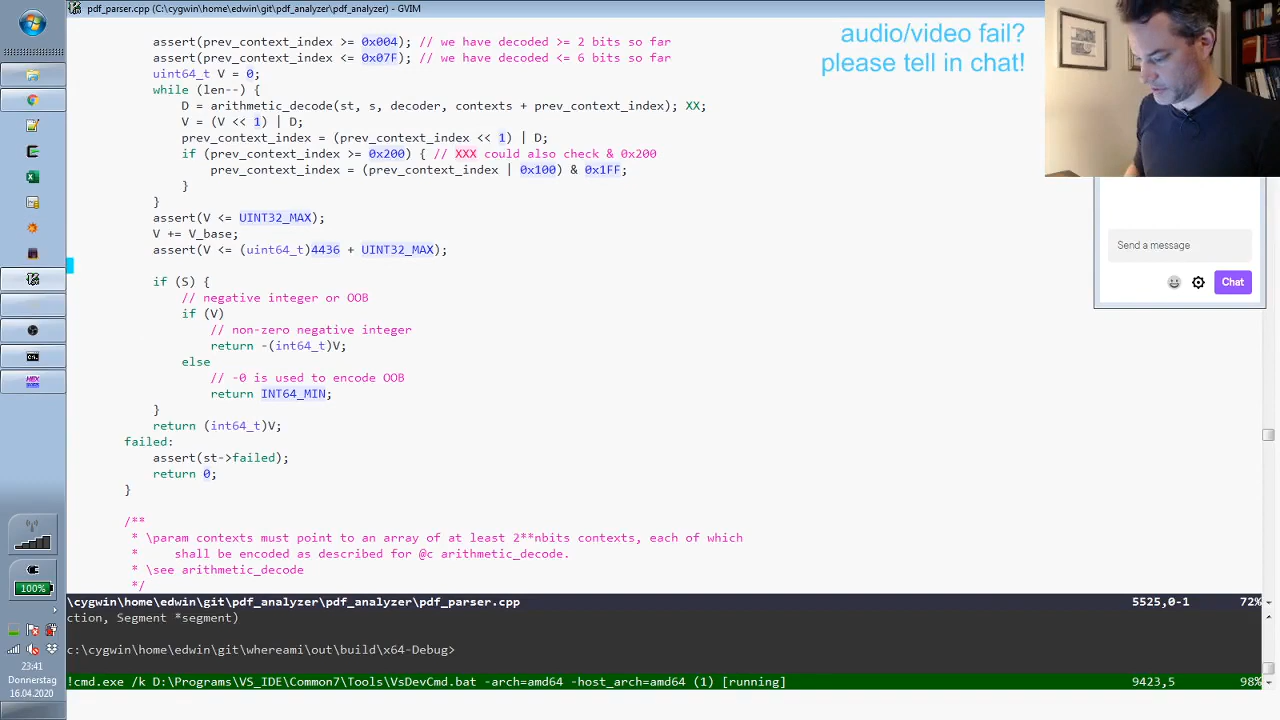 pdf_parser.cpp (C:\cygwin\home\edwin\git\pdf_analyzer\pdf_analyzer) - GVIM
audio/video fail?
please tell in chat!
assert(prev_context_index >= 0x004); // we have decoded >= 2 bits so far
assert(prev_context_index <= 0x07F); // we have decoded <= 6 bits so far
uint64_t V = 0;
while (len--) {
D = arithmetic_decode(st, s, decoder, contexts + prev_context_index); XX;
V = (V << 1) | D;
prev_context_index = (prev_context_index << 1) | D;
if (prev_context_index >= 0x200) { // XXX could also check & 0x200
prev_context_index = (prev_context_index | 0x100) & 0x1FF;
}
}
assert(V <= UINT32_MAX);
V += V_base;
assert(V <= (uint64_t)4436 + UINT32_MAX);
if (S) {
// negative integer or OOB
if (V)
// non-zero negative integer
return -(int64_t)V;
else
// -0 is used to encode OOB
return INT64_MIN;
}
return (int64_t)V;
failed:
assert(st->failed);
return 0;
}
/**
* \param contexts must point to an array of at least 2**nbits contexts, each of which
* shall be encoded as described for @c arithmetic_decode.
* \see arithmetic_decode
*/
\cygwin\home\edwin\git\pdf_analyzer\pdf_analyzer\pdf_parser.cpp 5525,0-1 72%
ction, Segment *segment)
c:\cygwin\home\edwin\git\whereami\out\build\x64-Debug>
!cmd.exe /k D:\Programs\VS_IDE\Common7\Tools\VsDevCmd.bat -arch=amd64 -host_arch=amd64 (1) [running] 9423,5 98%
Send a message
Chat
100%
23:41
Donnerstag
16.04.2020